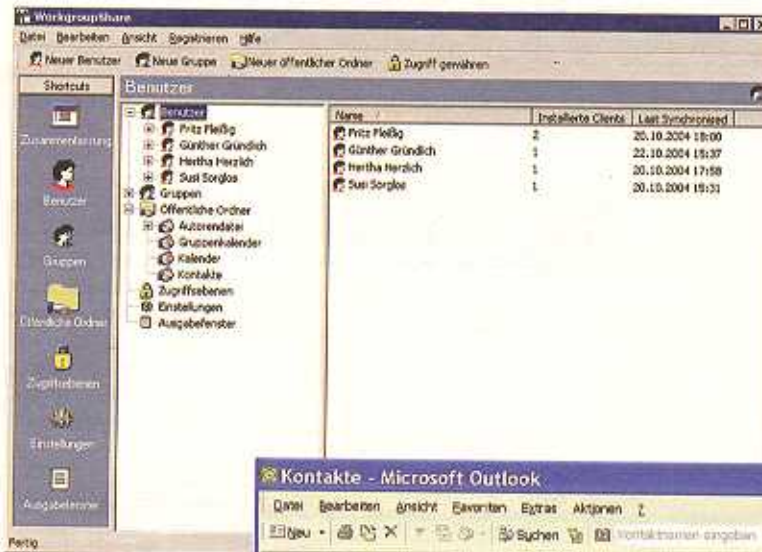 WorkgroupShare
Datei Bearbeiten Ansicht Registrieren Hilfe
Neuer Benutzer Neue Gruppe Neuer öffentlicher Ordner Zugriff gewähren
Shortcuts
Zusammenfassung
Benutzer
Gruppen
Öffentliche Ordner
Zugriffsebenen
Einstellungen
Ausgabefenster
Benutzer
Benutzer
Fritz Fleißig
Günther Gründlich
Hertha Herzlich
Susi Sorglos
Gruppen
Öffentliche Ordner
Autorendatei
Gruppenkalender
Kalender
Kontakte
Zugriffsebenen
Einstellungen
Ausgabefenster
Name / Installierte Clients Last Synchronised
Fritz Fleißig 2 20.10.2004 18:00
Günther Gründlich 1 22.10.2004 15:37
Hertha Herzlich 1 20.10.2004 17:58
Susi Sorglos 1 20.10.2004 15:31
Fertig
Kontakte - Microsoft Outlook
Datei Bearbeiten Ansicht Favoriten Extras Aktionen ?
Neu Suchen Kontaktnamen eingeben